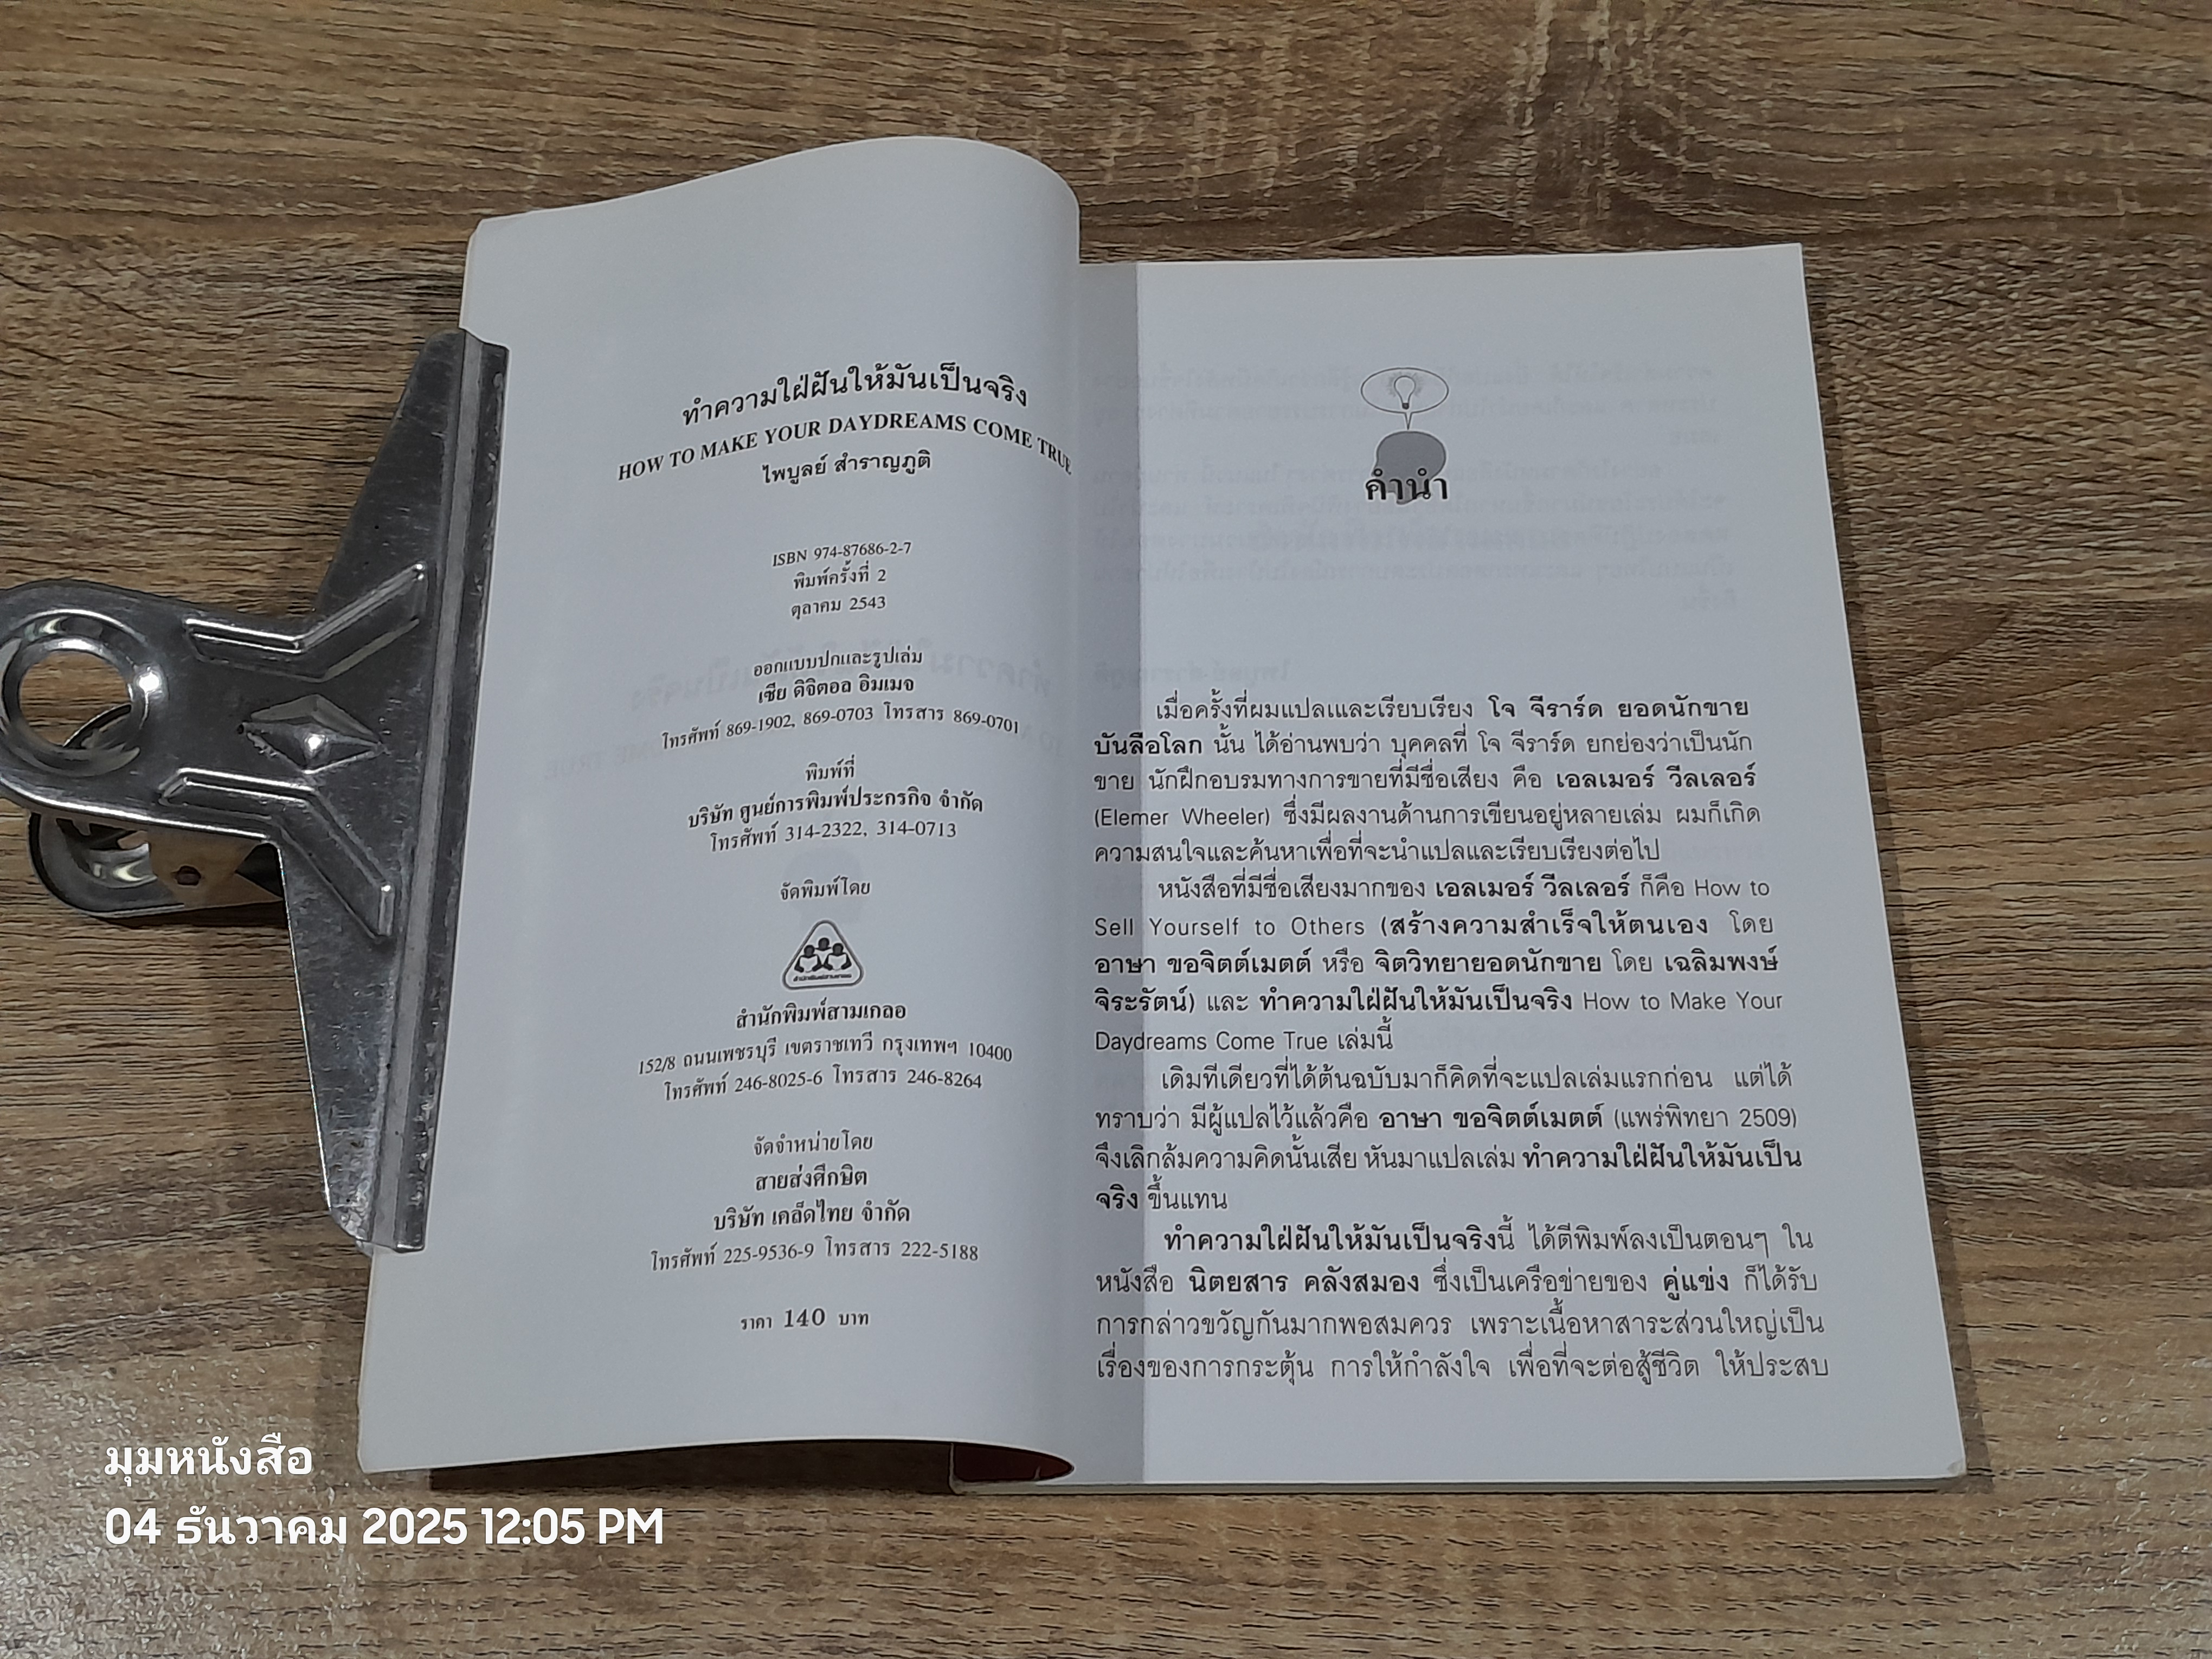 ทำความใฝ่ฝันให้มันเป็นจริง
HOW TO MAKE YOUR DAYDREAMS COME TRUE
ไพบูลย์ สำราญภูติ
ISBN 974-87686-2-7
พิมพ์ครั้งที่ 2
ตุลาคม 2543
ออกแบบปกและรูปเล่ม
เซีย ดิจิตอล อิมเมจ
โทรศัพท์ 869-1902, 869-0703 โทรสาร 869-0701
พิมพ์ที่
บริษัท ศูนย์การพิมพ์ประกรกิจ จำกัด
โทรศัพท์ 314-2322, 314-0713
จัดพิมพ์โดย
สำนักพิมพ์สามเกลอ
152/8 ถนนเพชรบุรี เขตราชเทวี กรุงเทพฯ 10400
โทรศัพท์ 246-8025-6 โทรสาร 246-8264
จัดจำหน่ายโดย
สายส่งศึกษิต
บริษัท เคล็ดไทย จำกัด
โทรศัพท์ 225-9536-9 โทรสาร 222-5188
ราคา 140 บาท
คำนำ
เมื่อครั้งที่ผมแปลและเรียบเรียง โจ จีราร์ด ยอดนักขาย
บันลือโลก นั้น ได้อ่านพบว่า บุคคลที่ โจ จีราร์ด ยกย่องว่าเป็นนัก
ขาย นักฝึกอบรมทางการขายที่มีชื่อเสียง คือ เอลเมอร์ วีลเลอร์
(Elemer Wheeler) ซึ่งมีผลงานด้านการเขียนอยู่หลายเล่ม ผมก็เกิด
ความสนใจและค้นหาเพื่อที่จะนำแปลและเรียบเรียงต่อไป
หนังสือที่มีชื่อเสียงมากของ เอลเมอร์ วีลเลอร์ ก็คือ How to
Sell Yourself to Others (สร้างความสำเร็จให้ตนเอง โดย
อาษา ขอจิตต์เมตต์ หรือ จิตวิทยายอดนักขาย โดย เฉลิมพงษ์
จิระรัตน์) และ ทำความใฝ่ฝันให้มันเป็นจริง How to Make Your
Daydreams Come True เล่มนี้
เดิมทีเดียวที่ได้ต้นฉบับมาก็คิดที่จะแปลเล่มแรกก่อน แต่ได้
ทราบว่า มีผู้แปลไว้แล้วคือ อาษา ขอจิตต์เมตต์ (แพร่พิทยา 2509)
จึงเลิกล้มความคิดนั้นเสีย หันมาแปลเล่ม ทำความใฝ่ฝันให้มันเป็น
จริง ขึ้นแทน
ทำความใฝ่ฝันให้มันเป็นจริงนี้ ได้ตีพิมพ์ลงเป็นตอนๆ ใน
หนังสือ นิตยสาร คลังสมอง ซึ่งเป็นเครือข่ายของ คู่แข่ง ก็ได้รับ
การกล่าวขวัญกันมากพอสมควร เพราะเนื้อหาสาระส่วนใหญ่เป็น
เรื่องของการกระตุ้น การให้กำลังใจ เพื่อที่จะต่อสู้ชีวิต ให้ประสบ
มุมหนังสือ
04 ธันวาคม 2025 12:05 PM